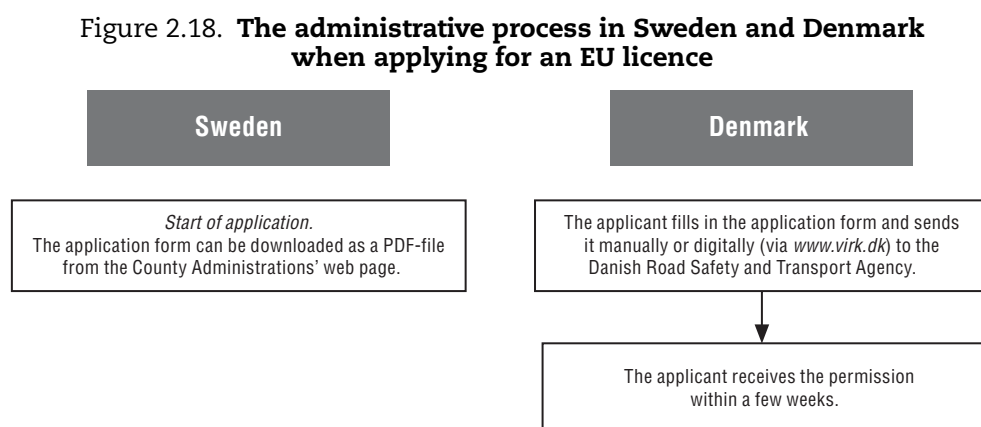 Figure 2.18. The administrative process in Sweden and Denmark
when applying for an EU licence
Sweden
Denmark
Start of application.
The application form can be downloaded as a PDF-file
from the County Administrations' web page.
The applicant fills in the application form and sends
it manually or digitally (via www.virk.dk) to the
Danish Road Safety and Transport Agency.
The applicant receives the permission
within a few weeks.